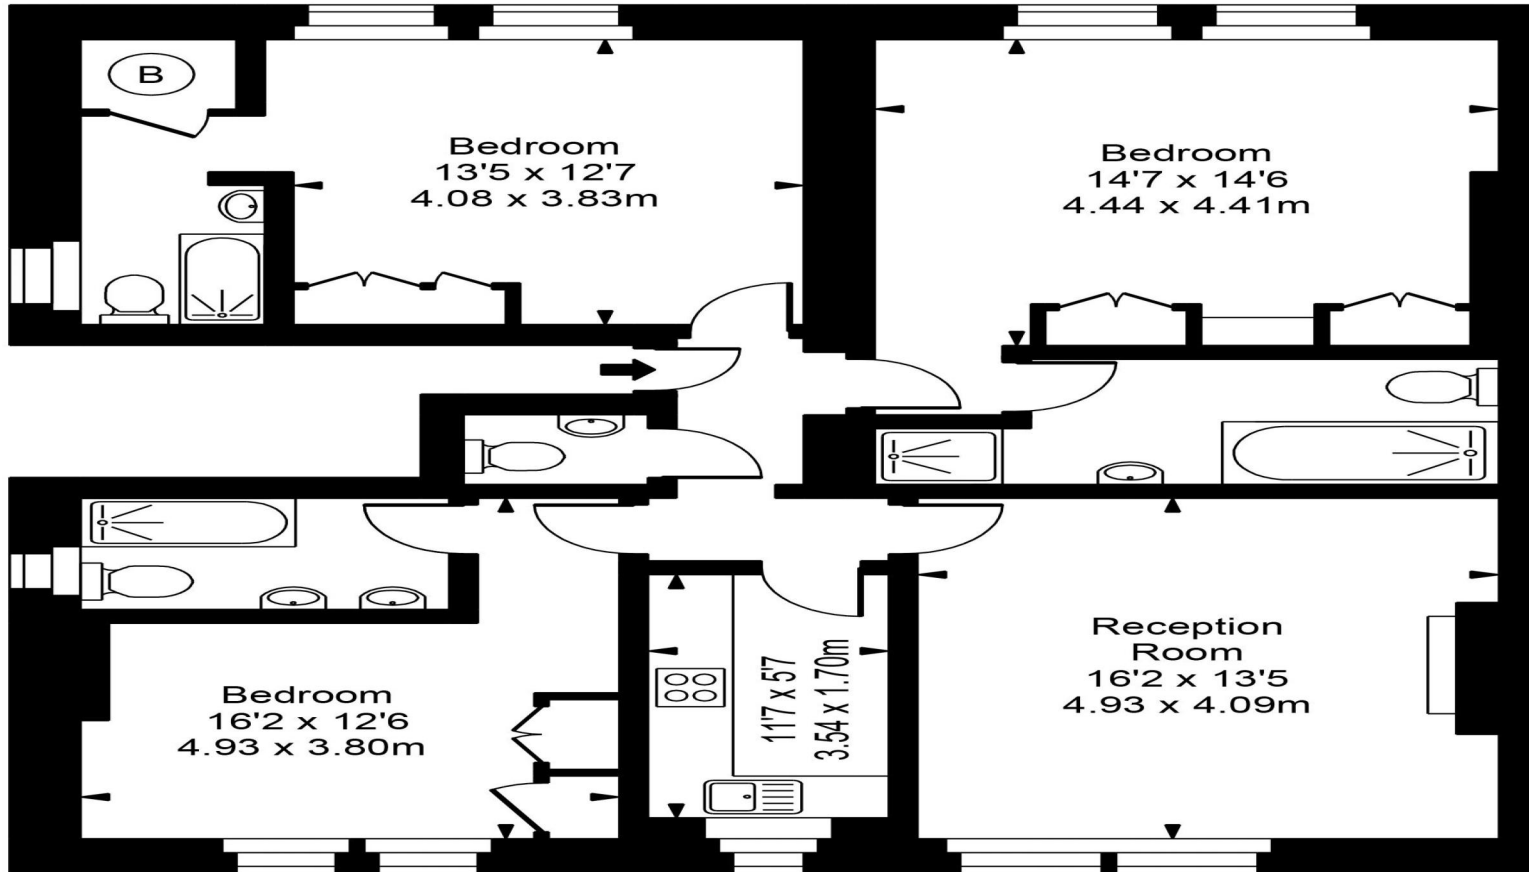 B
Bedroom
13'5 x 12'7
4.08 x 3.83m
Bedroom
14'7 x 14'6
4.44 x 4.41m
Bedroom
16'2 x 12'6
4.93 x 3.80m
11'7 x 5'7
3.54 x 1.70m
Reception
Room
16'2 x 13'5
4.93 x 4.09m